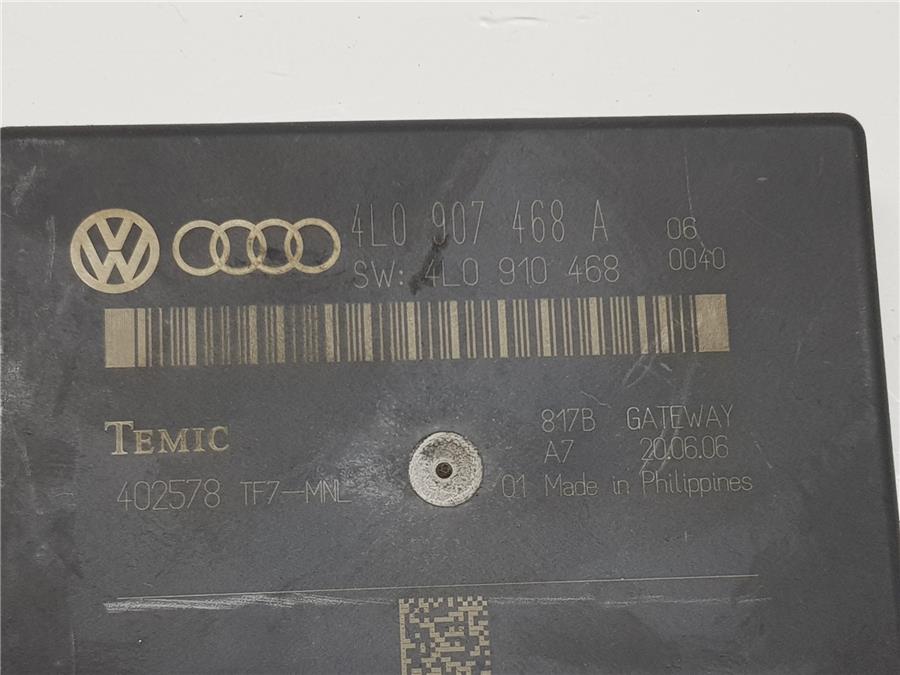 4L0 907 468 A 06
SW: 4L0 910 468 0040
TEMIC
817B GATEWAY
A7 20.06.06
402578 TF7-MNL 01 Made in Philippines